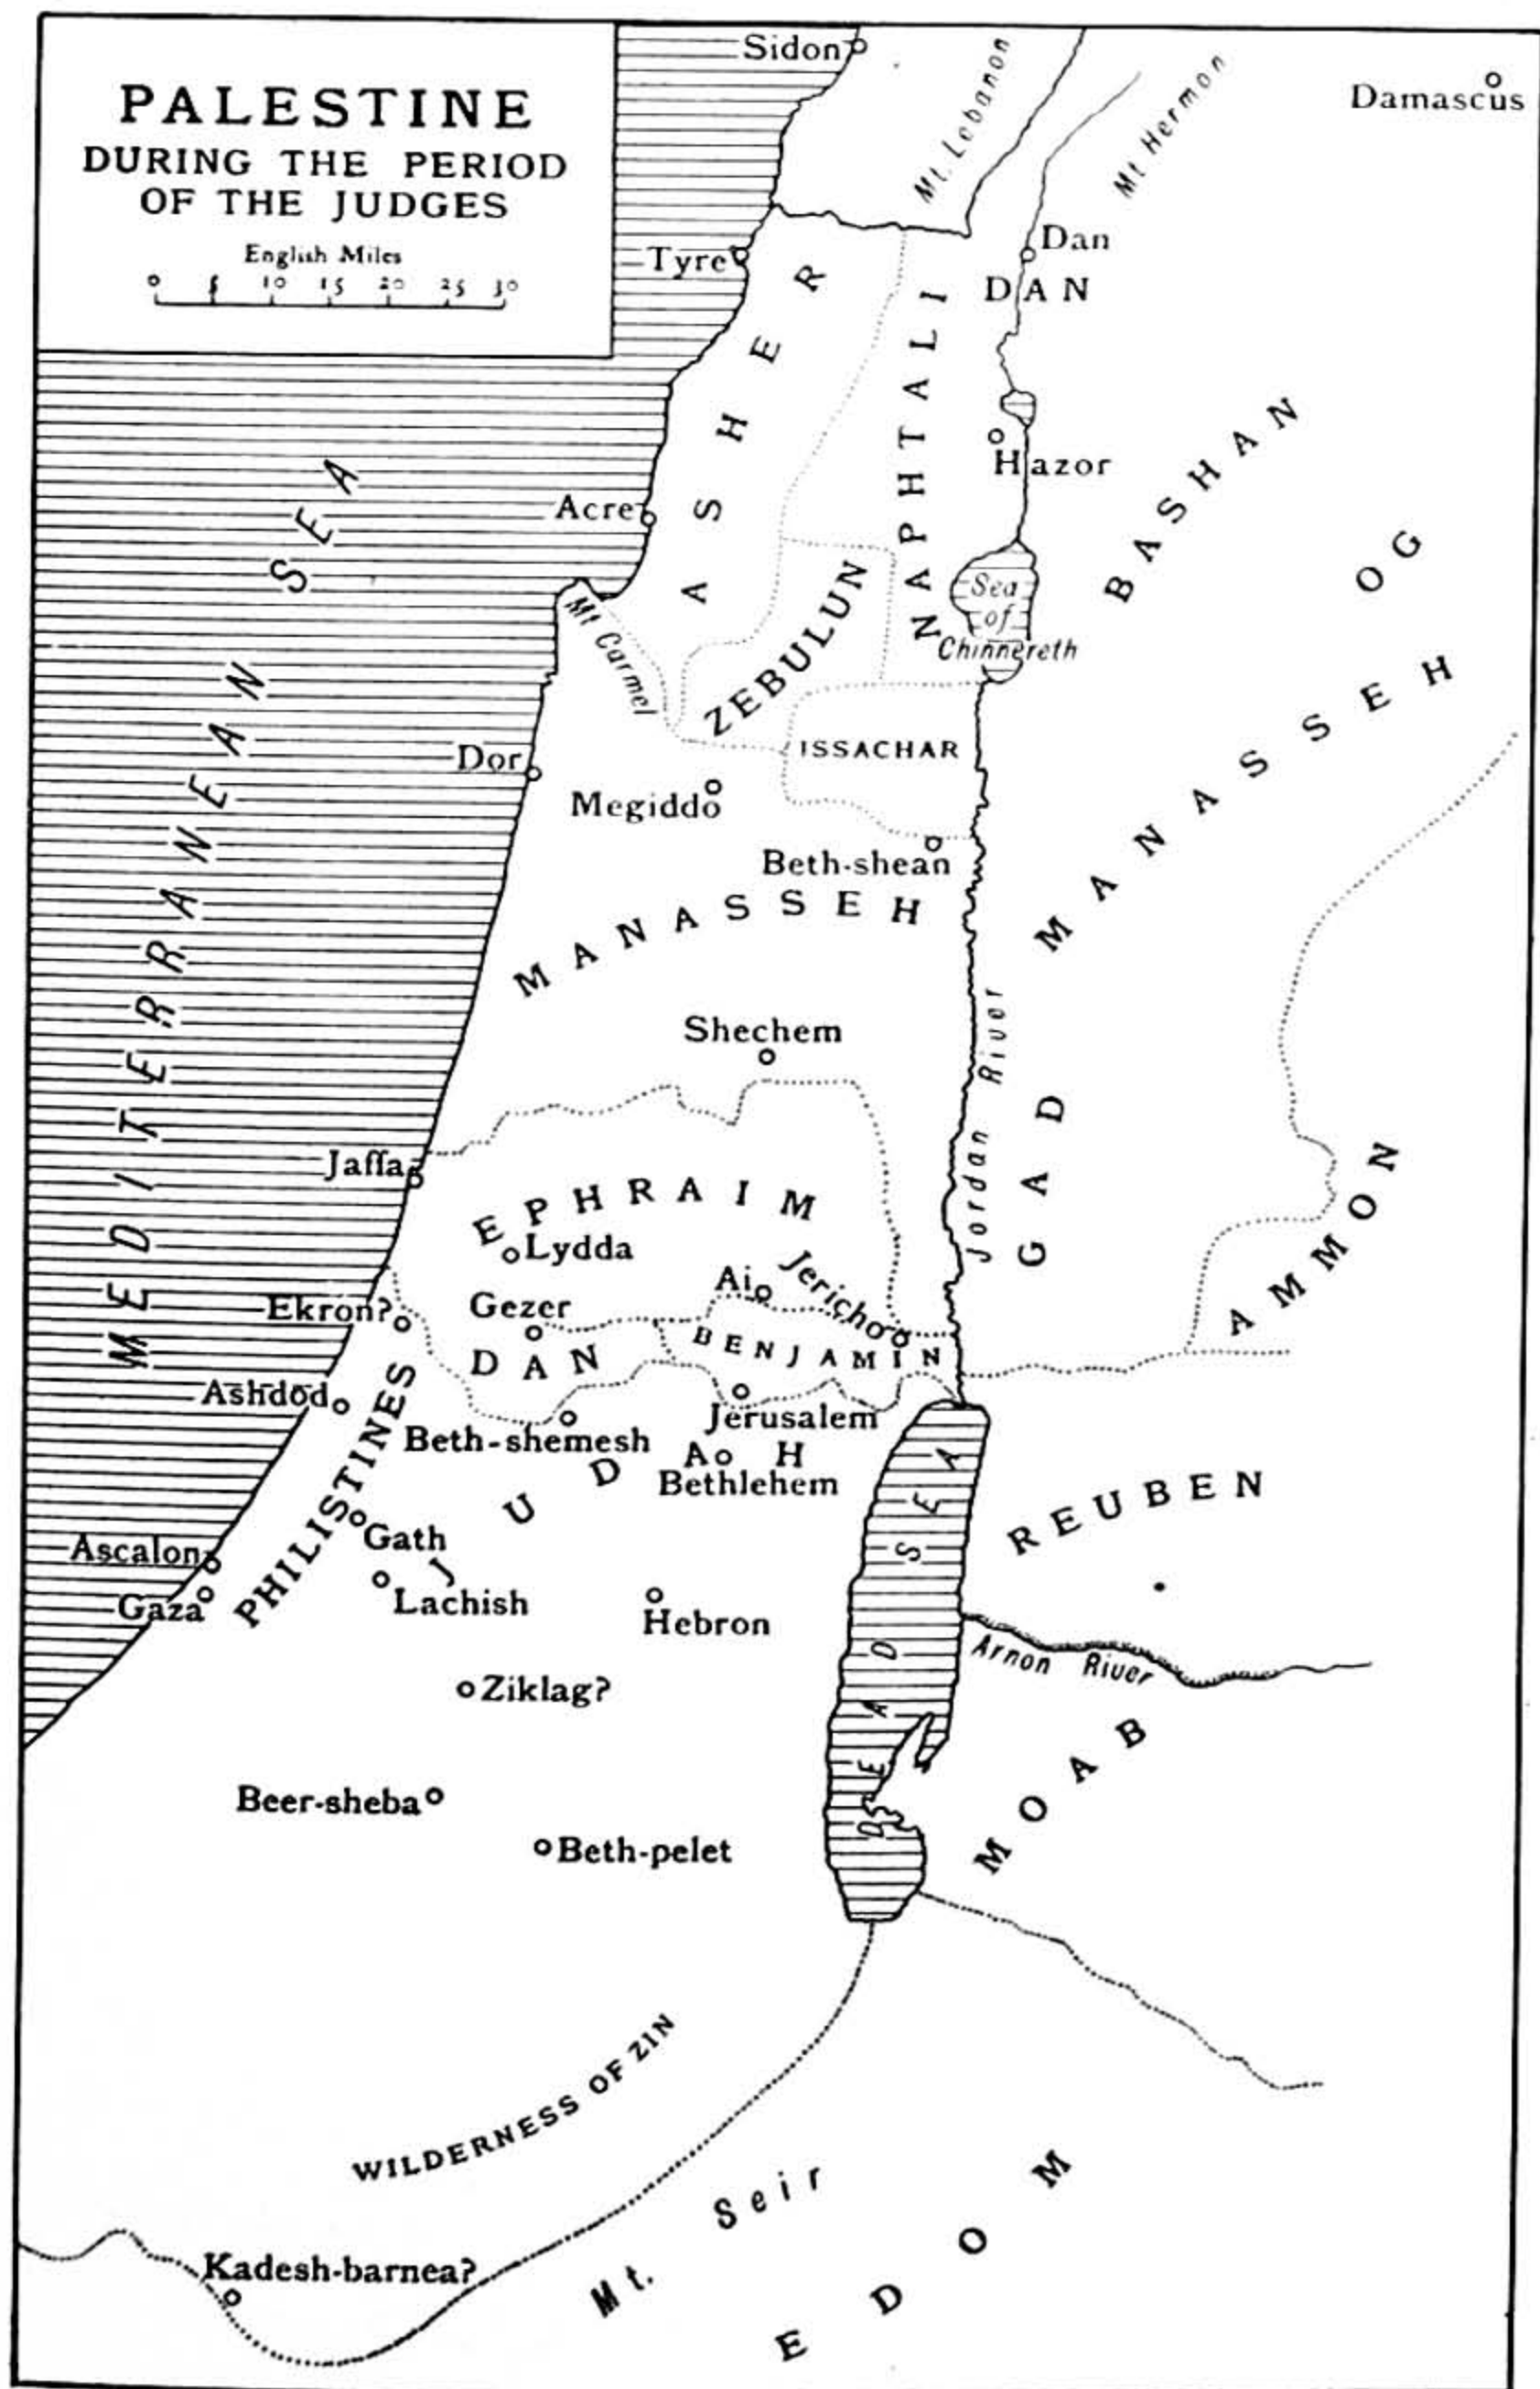 PALESTINE
DURING THE PERIOD
OF THE JUDGES
English Miles
0 5 10 15 20 25 30
Sidon
Mt. Lebanon
Mt Hermon
Damascus
Tyre
Dan
DAN
ASHER
NAPHTALI
Hazor
BASHAN
OG
Acre
MEDITERRANEAN SEA
Sea
of
Chinnereth
Mt Carmel
ZEBULUN
MANASSEH
ISSACHAR
Dor
Megiddo
Beth-shean
MANASSEH
Shechem
Jordan River
GAD
Jaffa
EPHRAIM
Lydda
AMMON
Ai
Jericho
Ekron?
Gezer
BENJAMIN
DAN
Ashdod
PHILISTINES
Jerusalem
Beth-shemesh
JUDAH
Bethlehem
DEAD SEA
REUBEN
Gath
Ascalon
Lachish
Gaza
Hebron
Arnon River
Ziklag?
MOAB
Beer-sheba
Beth-pelet
WILDERNESS OF ZIN
Mt. Seir
EDOM
Kadesh-barnea?